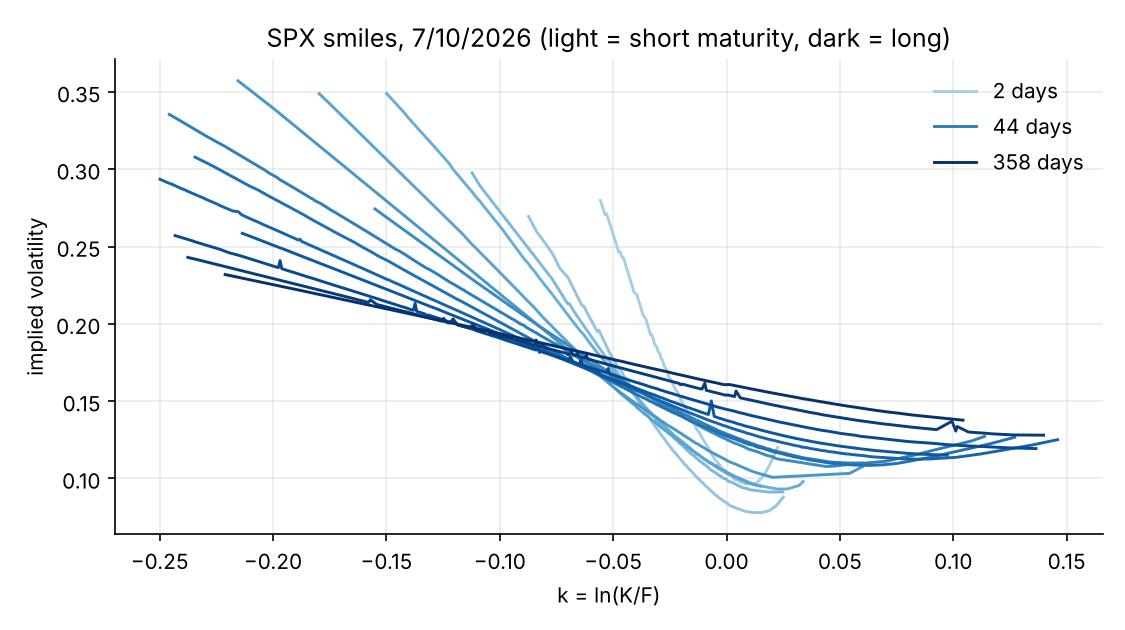 SPX smiles, 7/10/2026 (light = short maturity, dark = long)
2 days
44 days
358 days
implied volatility
0.35
0.30
0.25
0.20
0.15
0.10
−0.25 −0.20 −0.15 −0.10 −0.05 0.00 0.05 0.10 0.15
k = ln(K/F)